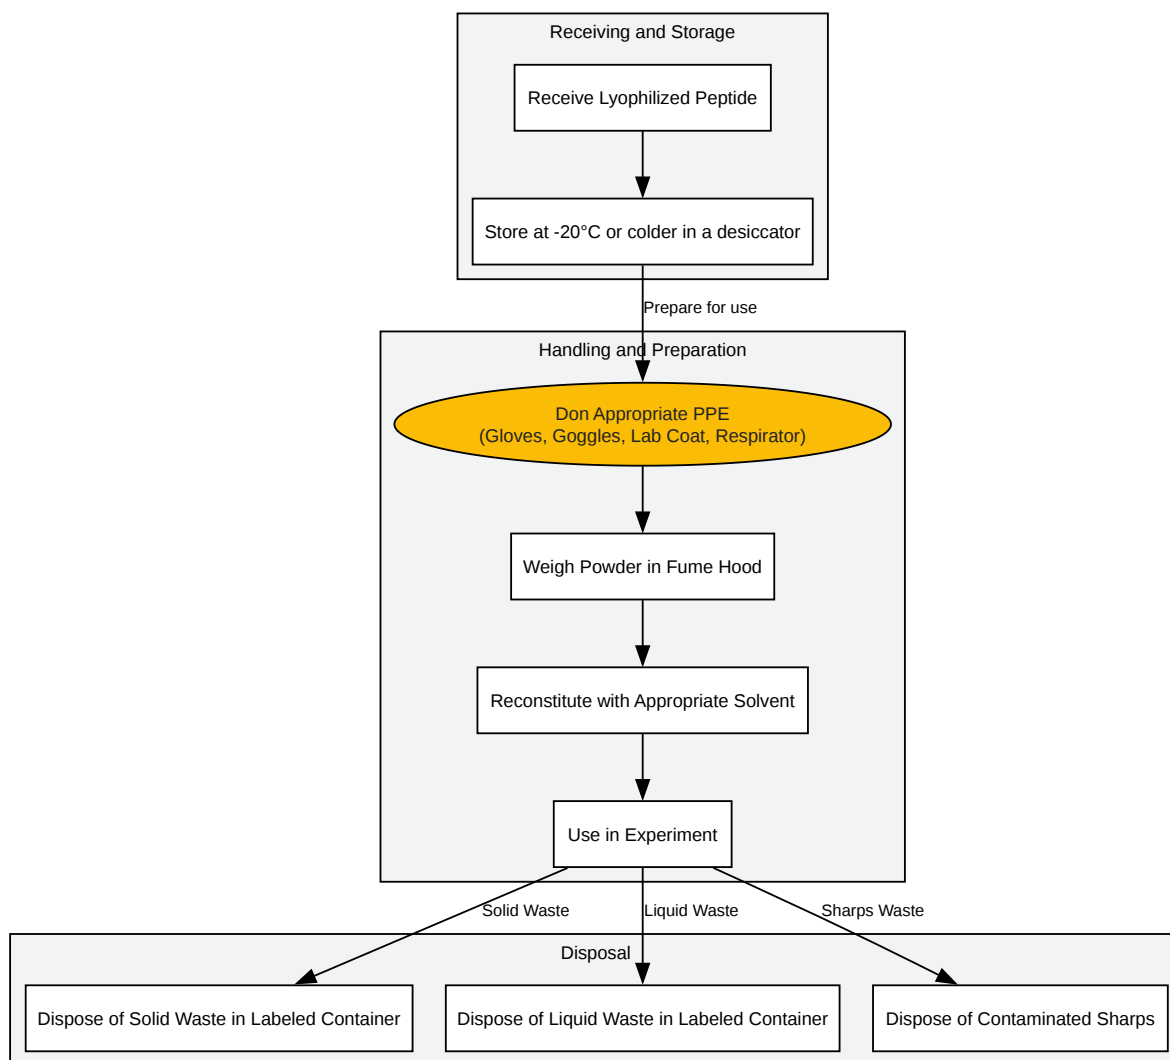 Receiving and Storage
Receive Lyophilized Peptide
Store at -20°C or colder in a desiccator
Prepare for use
Handling and Preparation
Don Appropriate PPE
(Gloves, Goggles, Lab Coat, Respirator)
Weigh Powder in Fume Hood
Reconstitute with Appropriate Solvent
Use in Experiment
Solid Waste
Liquid Waste
Sharps Waste
Disposal
Dispose of Solid Waste in Labeled Container
Dispose of Liquid Waste in Labeled Container
Dispose of Contaminated Sharps